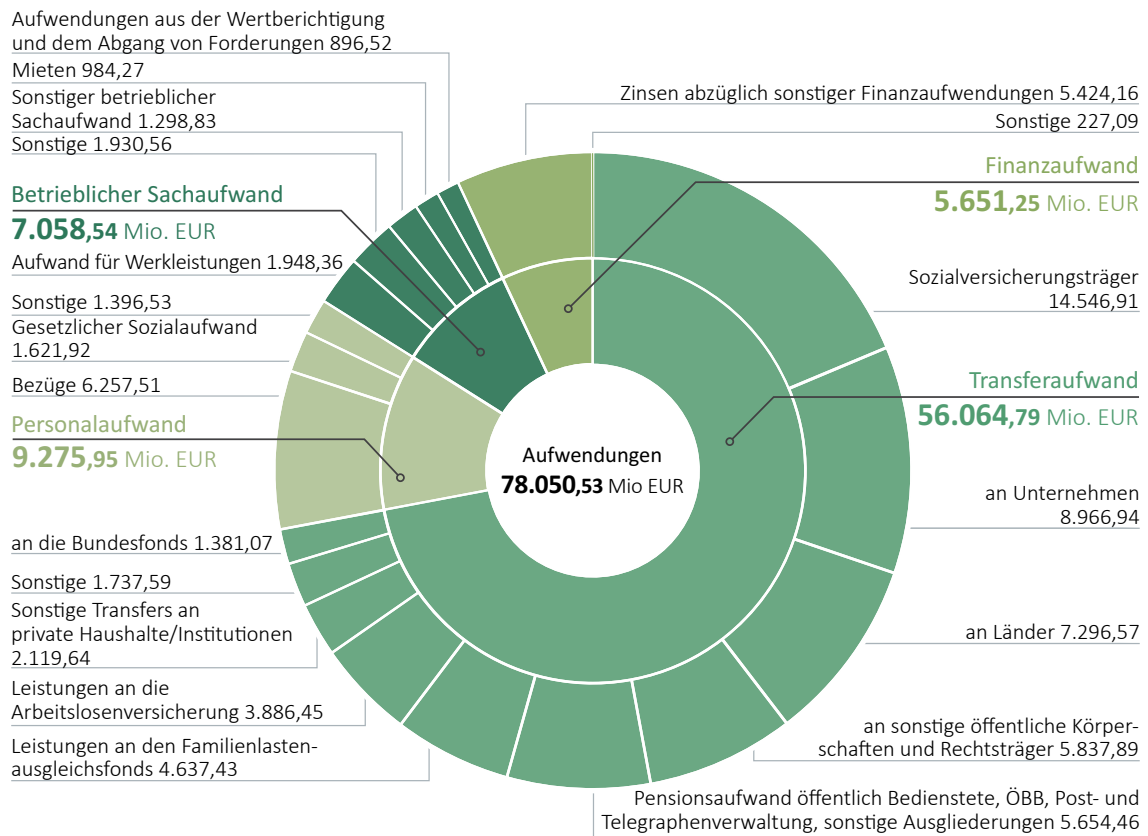 Aufwendungen aus der Wertberichtigung
und dem Abgang von Forderungen 896,52
Mieten 984,27
Sonstiger betrieblicher
Sachaufwand 1.298,83
Sonstige 1.930,56
Betrieblicher Sachaufwand
7.058,54 Mio. EUR
Aufwand für Werkleistungen 1.948,36
Sonstige 1.396,53
Gesetzlicher Sozialaufwand
1.621,92
Bezüge 6.257,51
Personalaufwand
9.275,95 Mio. EUR
an die Bundesfonds 1.381,07
Sonstige 1.737,59
Sonstige Transfers an
private Haushalte/Institutionen
2.119,64
Leistungen an die
Arbeitslosenversicherung 3.886,45
Leistungen an den Familienlasten-
ausgleichsfonds 4.637,43
Aufwendungen
78.050,53 Mio EUR
Zinsen abzüglich sonstiger Finanzaufwendungen 5.424,16
Sonstige 227,09
Finanzaufwand
5.651,25 Mio. EUR
Sozialversicherungsträger
14.546,91
Transferaufwand
56.064,79 Mio. EUR
an Unternehmen
8.966,94
an Länder 7.296,57
an sonstige öffentliche Körper-
schaften und Rechtsträger 5.837,89
Pensionsaufwand öffentlich Bedienstete, ÖBB, Post- und
Telegraphenverwaltung, sonstige Ausgliederungen 5.654,46